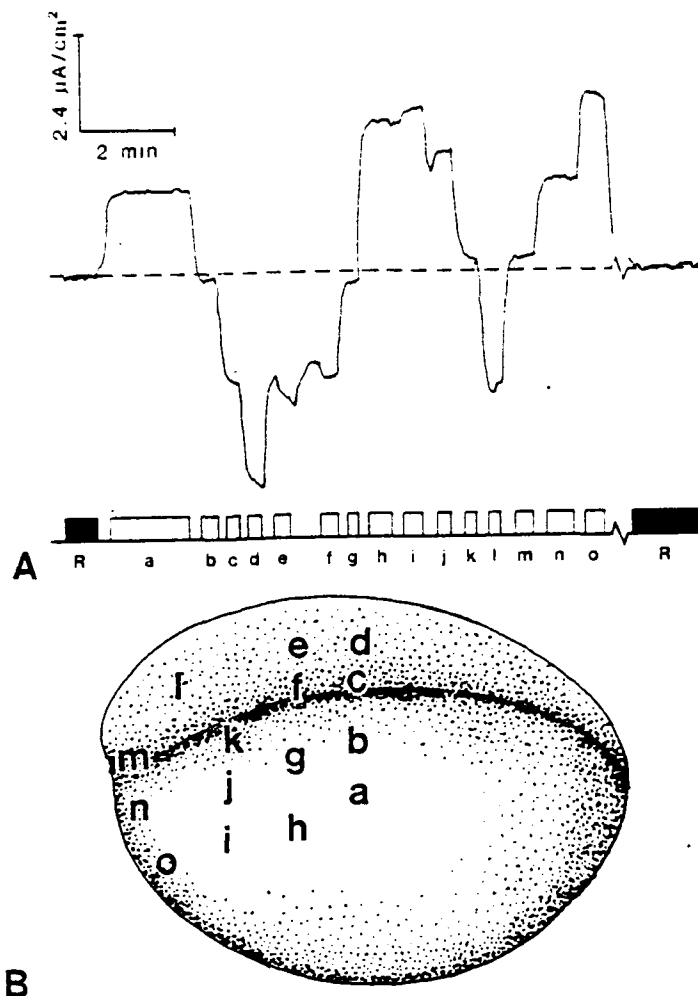 2.4 µA/cm²
2 min
A
R a b c d e f g h i j k l m n o R
e d
l f c
k b
m g
j a
n
i h
o
B